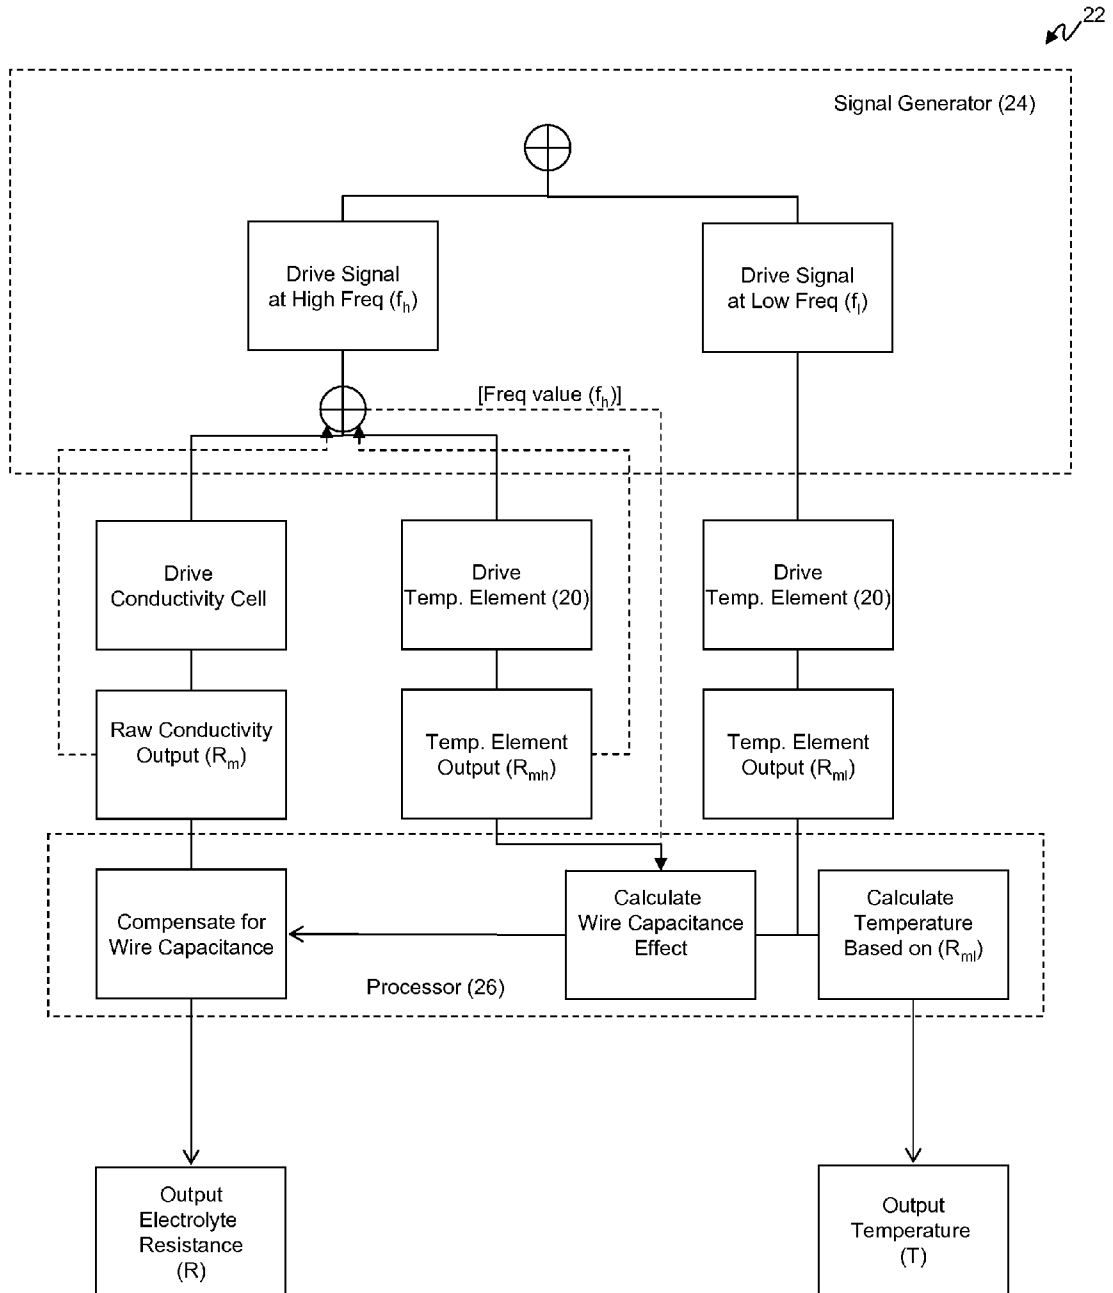 22
Signal Generator (24)
Drive Signal
at High Freq (fh)
Drive Signal
at Low Freq (fl)
[Freq value (fh)]
Drive
Conductivity Cell
Drive
Temp. Element (20)
Drive
Temp. Element (20)
Raw Conductivity
Output (Rm)
Temp. Element
Output (Rmh)
Temp. Element
Output (Rml)
Compensate for
Wire Capacitance
Calculate
Wire Capacitance
Effect
Calculate
Temperature
Based on (Rml)
Processor (26)
Output
Electrolyte
Resistance
(R)
Output
Temperature
(T)